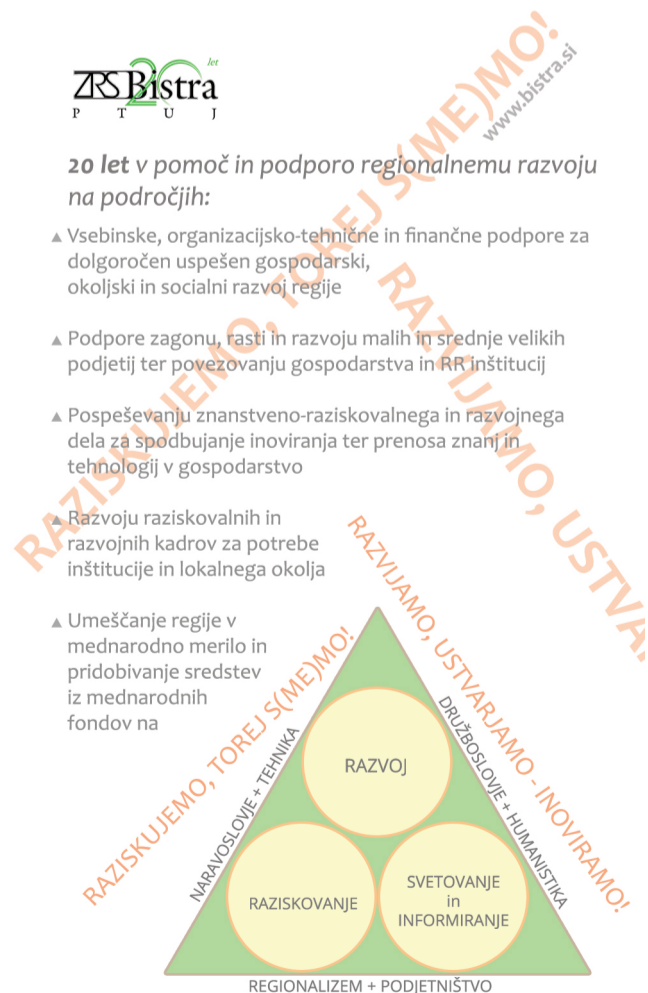 ZRS Bistra
20 let
P T U J
www.bistra.si
RAZISKUJEMO, TOREJ S(ME)MO!
RAZVIJAMO, USTVA
20 let v pomoč in podporo regionalnemu razvoju
na področjih:
▲ Vsebinske, organizacijsko-tehnične in finančne podpore za
dolgoročen uspešen gospodarski,
okoljski in socialni razvoj regije
▲ Podpore zagonu, rasti in razvoju malih in srednje velikih
podjetij ter povezovanju gospodarstva in RR inštitucij
▲ Pospeševanju znanstveno-raziskovalnega in razvojnega
dela za spodbujanje inoviranja ter prenosa znanj in
tehnologij v gospodarstvo
▲ Razvoju raziskovalnih in
razvojnih kadrov za potrebe
inštitucije in lokalnega okolja
▲ Umeščanje regije v
mednarodno merilo in
pridobivanje sredstev
iz mednarodnih
fondov na
RAZISKUJEMO, TOREJ S(ME)MO!
RAZVIJAMO, USTVARJAMO - INOVIRAMO!
NARAVOSLOVJE + TEHNIKA
DRUŽBOSLOVJE + HUMANISTIKA
RAZVOJ
RAZISKOVANJE
SVETOVANJE
in
INFORMIRANJE
REGIONALIZEM + PODJETNIŠTVO